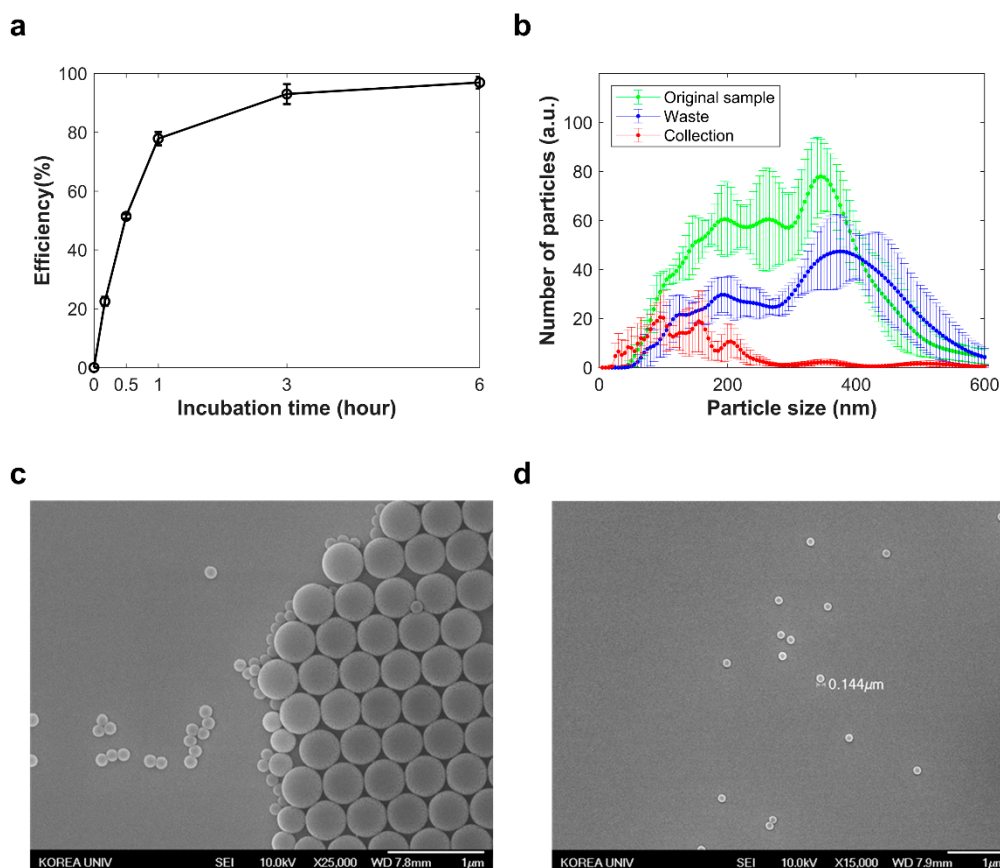 a
100
80
60
40
20
0
Efficiency(%)
0 0.5 1 3 6
Incubation time (hour)
b
Original sample
Waste
Collection
100
80
60
40
20
0
Number of particles (a.u.)
0 200 400 600
Particle size (nm)
c
KOREA UNIV SEI 10.0kV X25,000 WD 7.8mm 1µm
d
0.144µm
KOREA UNIV SEI 10.0kV X15,000 WD 7.9mm 1µm